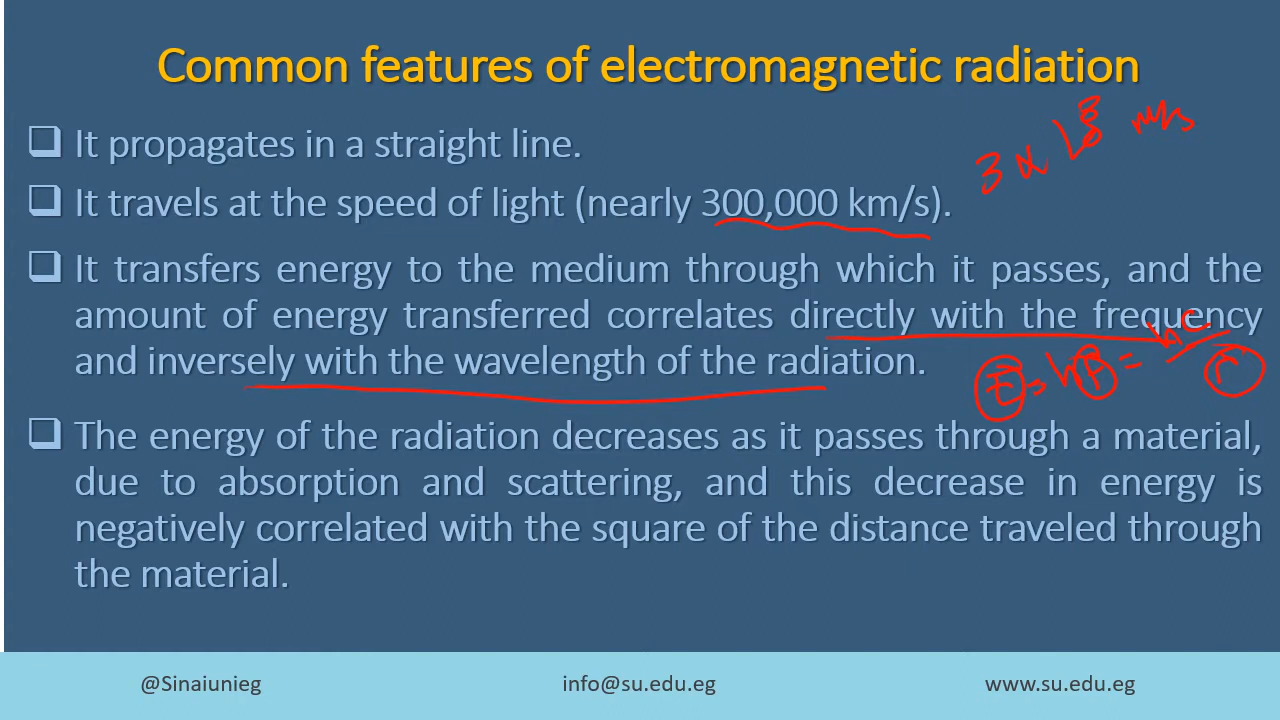 Common features of electromagnetic radiation
❑ It propagates in a straight line.
3 x 10⁸ m/s
❑ It travels at the speed of light (nearly 300,000 km/s).
❑ It transfers energy to the medium through which it passes, and the
amount of energy transferred correlates directly with the frequency
and inversely with the wavelength of the radiation.
❑ The energy of the radiation decreases as it passes through a material,
due to absorption and scattering, and this decrease in energy is
negatively correlated with the square of the distance traveled through
the material.
@Sinaiunieg
info@su.edu.eg
www.su.edu.eg